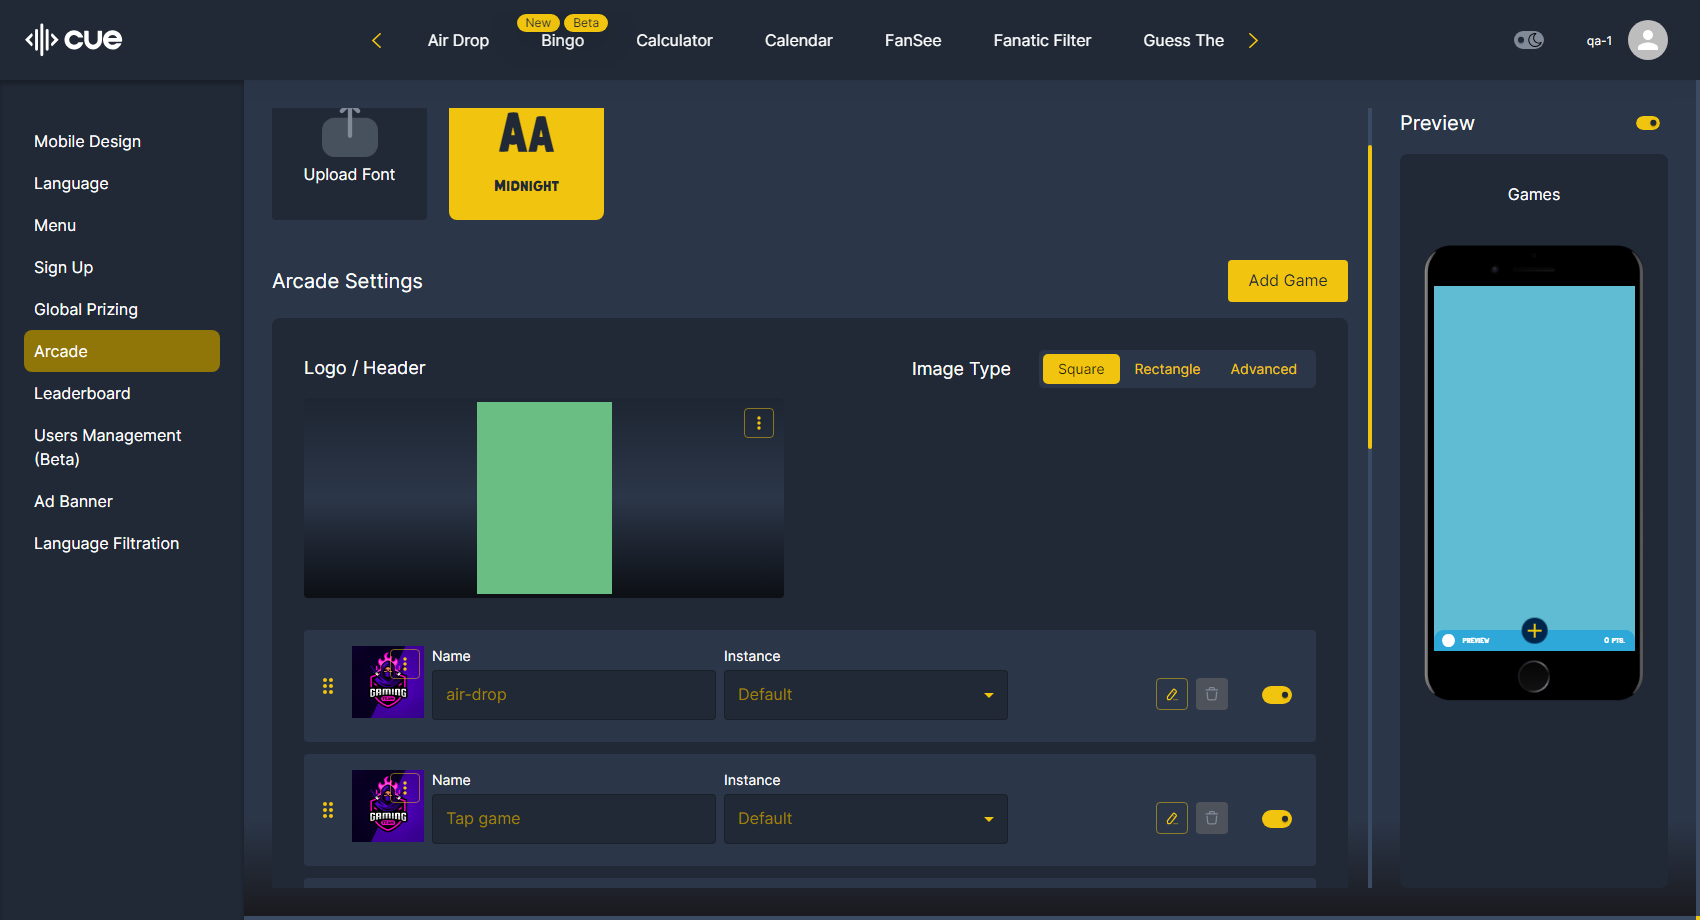 cue
New Beta
Air Drop Bingo Calculator Calendar FanSee Fanatic Filter Guess The
qa-1
Mobile Design
Language
Menu
Sign Up
Global Prizing
Arcade
Leaderboard
Users Management
(Beta)
Ad Banner
Language Filtration
Upload Font
AA
MIDNIGHT
Arcade Settings
Add Game
Logo / Header
Image Type
Square Rectangle Advanced
Name
Instance
GAMING
air-drop
Default
Name
Instance
GAMING
Tap game
Default
Preview
Games
PREVIEW
0 PTS.